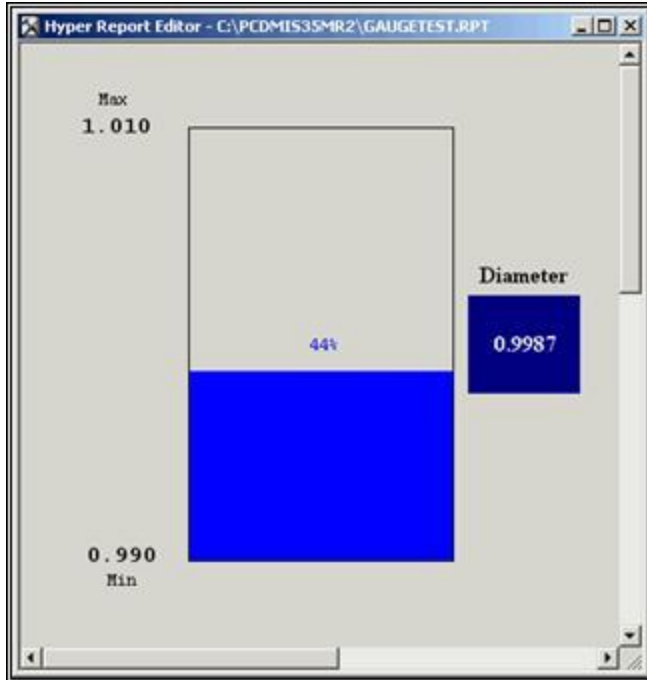 Hyper Report Editor - C:\PCDMIS35MR2\GAUGETEST.RPT
Max
1.010
Diameter
44%
0.9987
0.990
Min